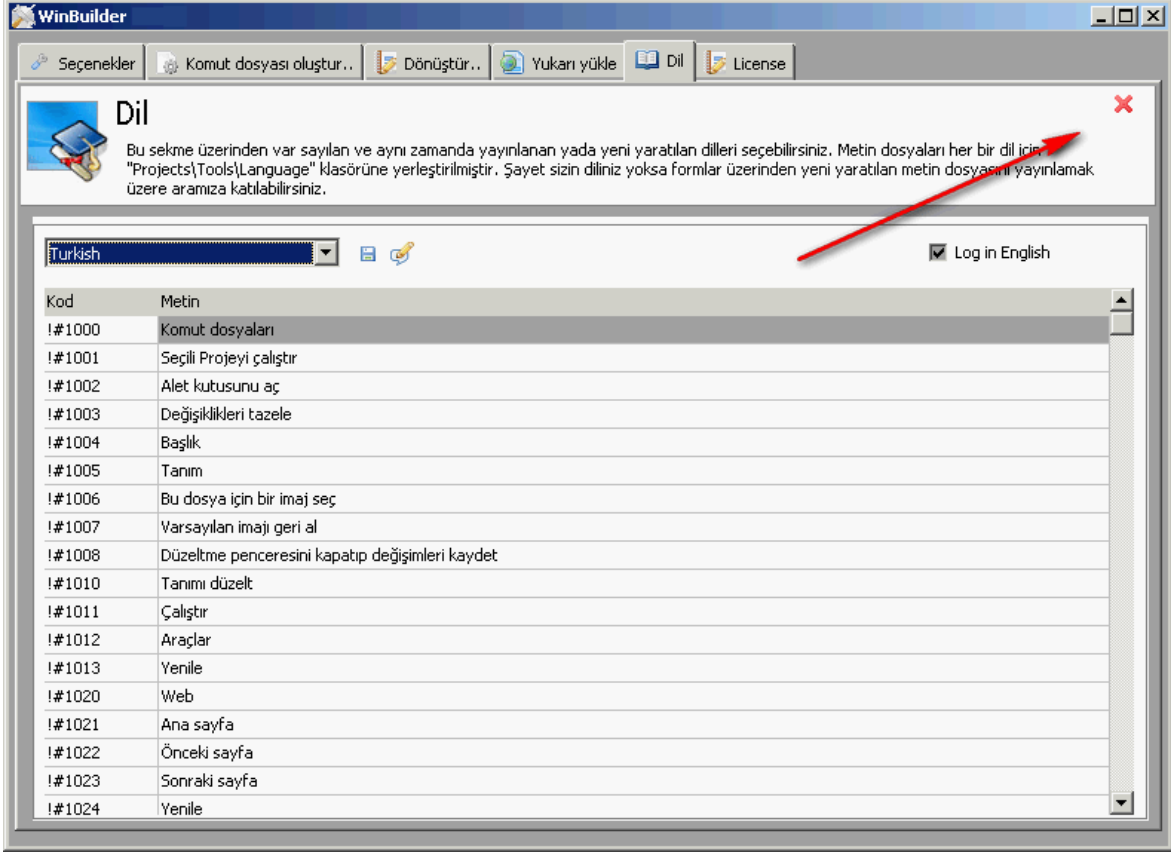 WinBuilder
Seçenekler Komut dosyası oluştur.. Dönüştür.. Yukarı yükle Dil License
Dil
Bu sekme üzerinden var sayılan ve aynı zamanda yayınlanan yada yeni yaratılan dilleri seçebilirsiniz. Metin dosyaları her bir dil için
"Projects\Tools\Language" klasörüne yerleştirilmiştir. Şayet sizin diliniz yoksa formlar üzerinden yeni yaratılan metin dosyasını yayınlamak
üzere aramıza katılabilirsiniz.
Turkish Log in English
Kod Metin
!#1000 Komut dosyaları
!#1001 Seçili Projeyi çalıştır
!#1002 Alet kutusunu aç
!#1003 Değişiklikleri tazele
!#1004 Başlık
!#1005 Tanım
!#1006 Bu dosya için bir imaj seç
!#1007 Varsayılan imajı geri al
!#1008 Düzeltme penceresini kapatıp değişimleri kaydet
!#1010 Tanımı düzelt
!#1011 Çalıştır
!#1012 Araçlar
!#1013 Yenile
!#1020 Web
!#1021 Ana sayfa
!#1022 Önceki sayfa
!#1023 Sonraki sayfa
!#1024 Yenile